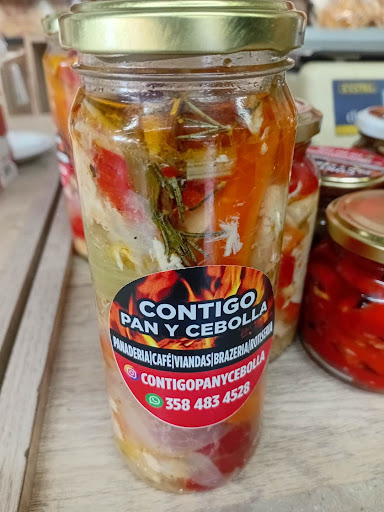 CONTIGO
PAN Y CEBOLLA
PANADERIA|CAFÉ|VIANDAS|BRAZERIA|ROTISERIA
CONTIGOPANYCEBOLLA
358 483 4528